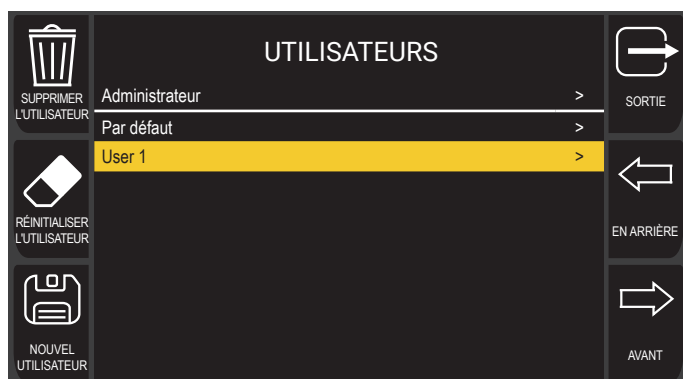 UTILISATEURS
SUPPRIMER
L'UTILISATEUR
Administrateur >
Par défaut >
User 1 >
SORTIE
RÉINITIALISER
L'UTILISATEUR
EN ARRIÈRE
NOUVEL
UTILISATEUR
AVANT